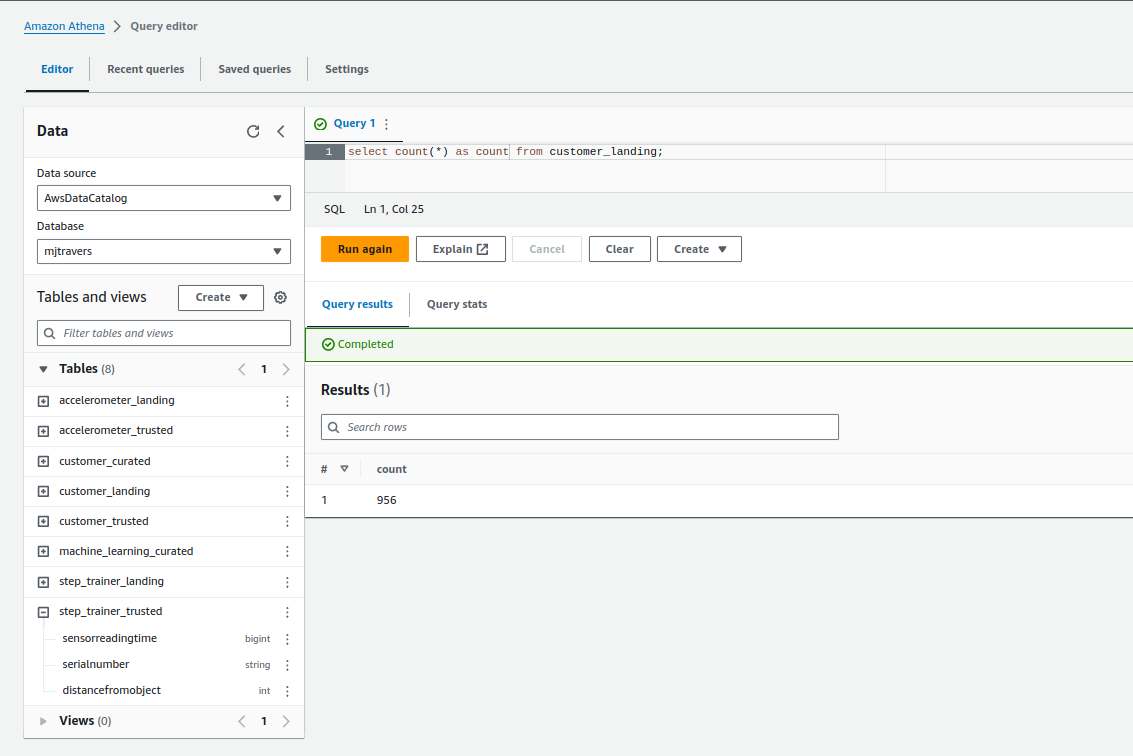 Amazon Athena > Query editor
Editor Recent queries Saved queries Settings
Data
Data source
AwsDataCatalog
Database
mjtravers
Tables and views Create
Filter tables and views
Tables (8) 1
accelerometer_landing
accelerometer_trusted
customer_curated
customer_landing
customer_trusted
machine_learning_curated
step_trainer_landing
step_trainer_trusted
sensorreadingtime bigint
serialnumber string
distancefromobject int
Views (0) 1
Query 1
1 select count(*) as count from customer_landing;
SQL Ln 1, Col 25
Run again Explain Cancel Clear Create
Query results Query stats
Completed
Results (1)
Search rows
# count
1 956